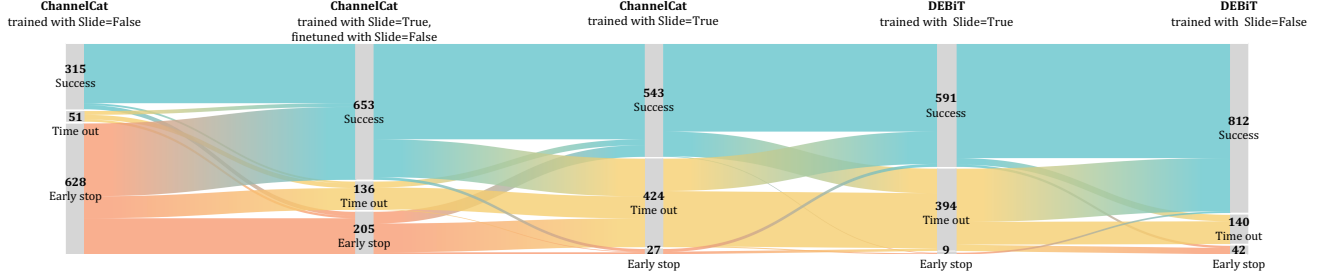 ChannelCat
trained with Slide=False
ChannelCat
trained with Slide=True,
finetuned with Slide=False
ChannelCat
trained with Slide=True
DEBiT
trained with Slide=True
DEBiT
trained with Slide=False
315
Success
51
Time out
628
Early stop
653
Success
136
Time out
205
Early stop
543
Success
424
Time out
27
Early stop
591
Success
394
Time out
9
Early stop
812
Success
140
Time out
42
Early stop